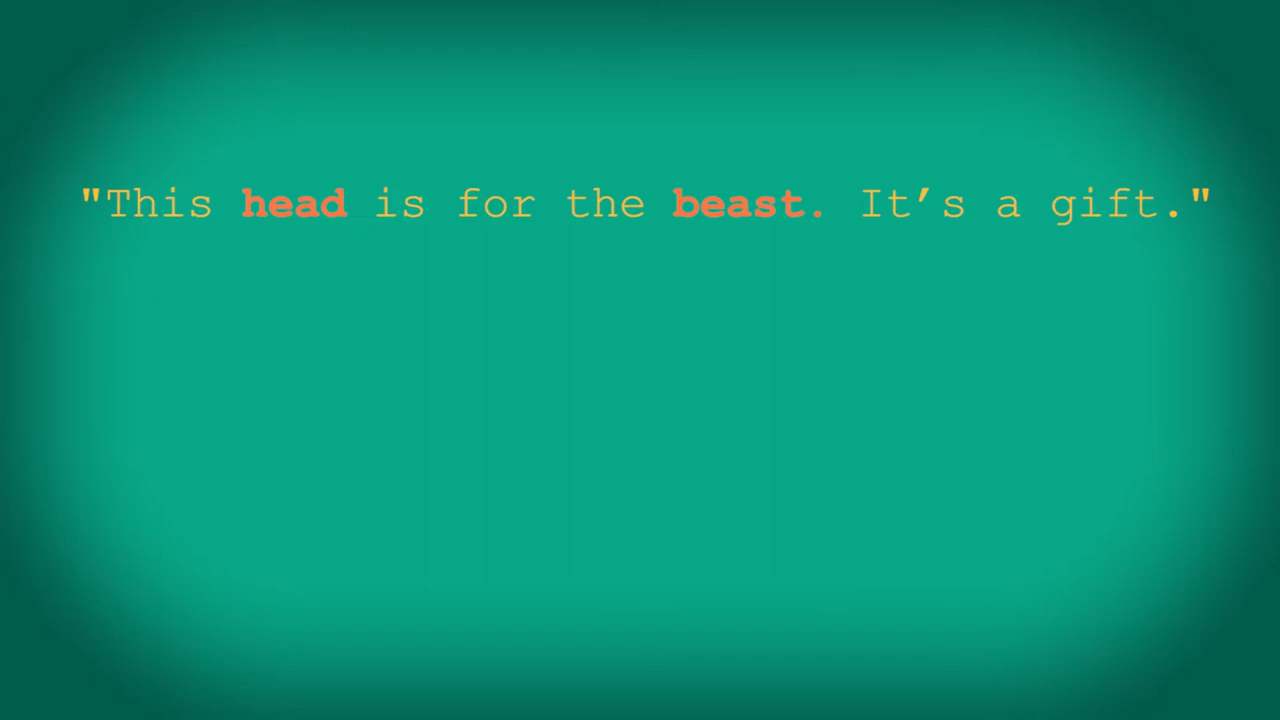 "This head is for the beast. It’s a gift."